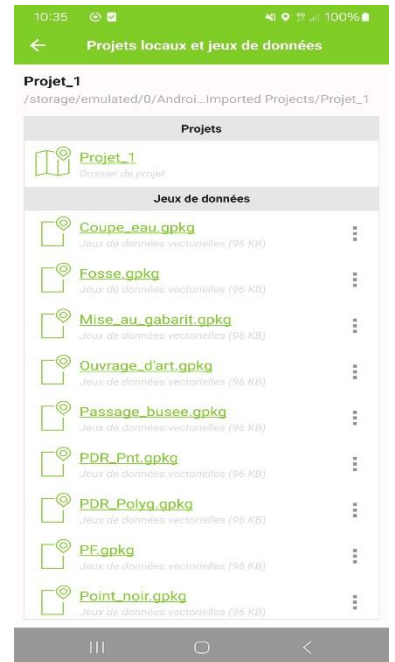 10:35
100%
Projets locaux et jeux de données
Projet_1
/storage/emulated/0/Androi...Imported Projects/Projet_1
Projets
Projet_1
Dossier de projet
Jeux de données
Coupe_eau.gpkg
Jeux de données vectorielles (96 KB)
Fosse.gpkg
Jeux de données vectorielles (96 KB)
Mise_au_gabarit.gpkg
Jeux de données vectorielles (96 KB)
Ouvrage_d'art.gpkg
Jeux de données vectorielles (96 KB)
Passage_busee.gpkg
Jeux de données vectorielles (96 KB)
PDR_Pnt.gpkg
Jeux de données vectorielles (96 KB)
PDR_Polyg.gpkg
Jeux de données vectorielles (96 KB)
PF.gpkg
Jeux de données vectorielles (96 KB)
Point_noir.gpkg
Jeux de données vectorielles (96 KB)